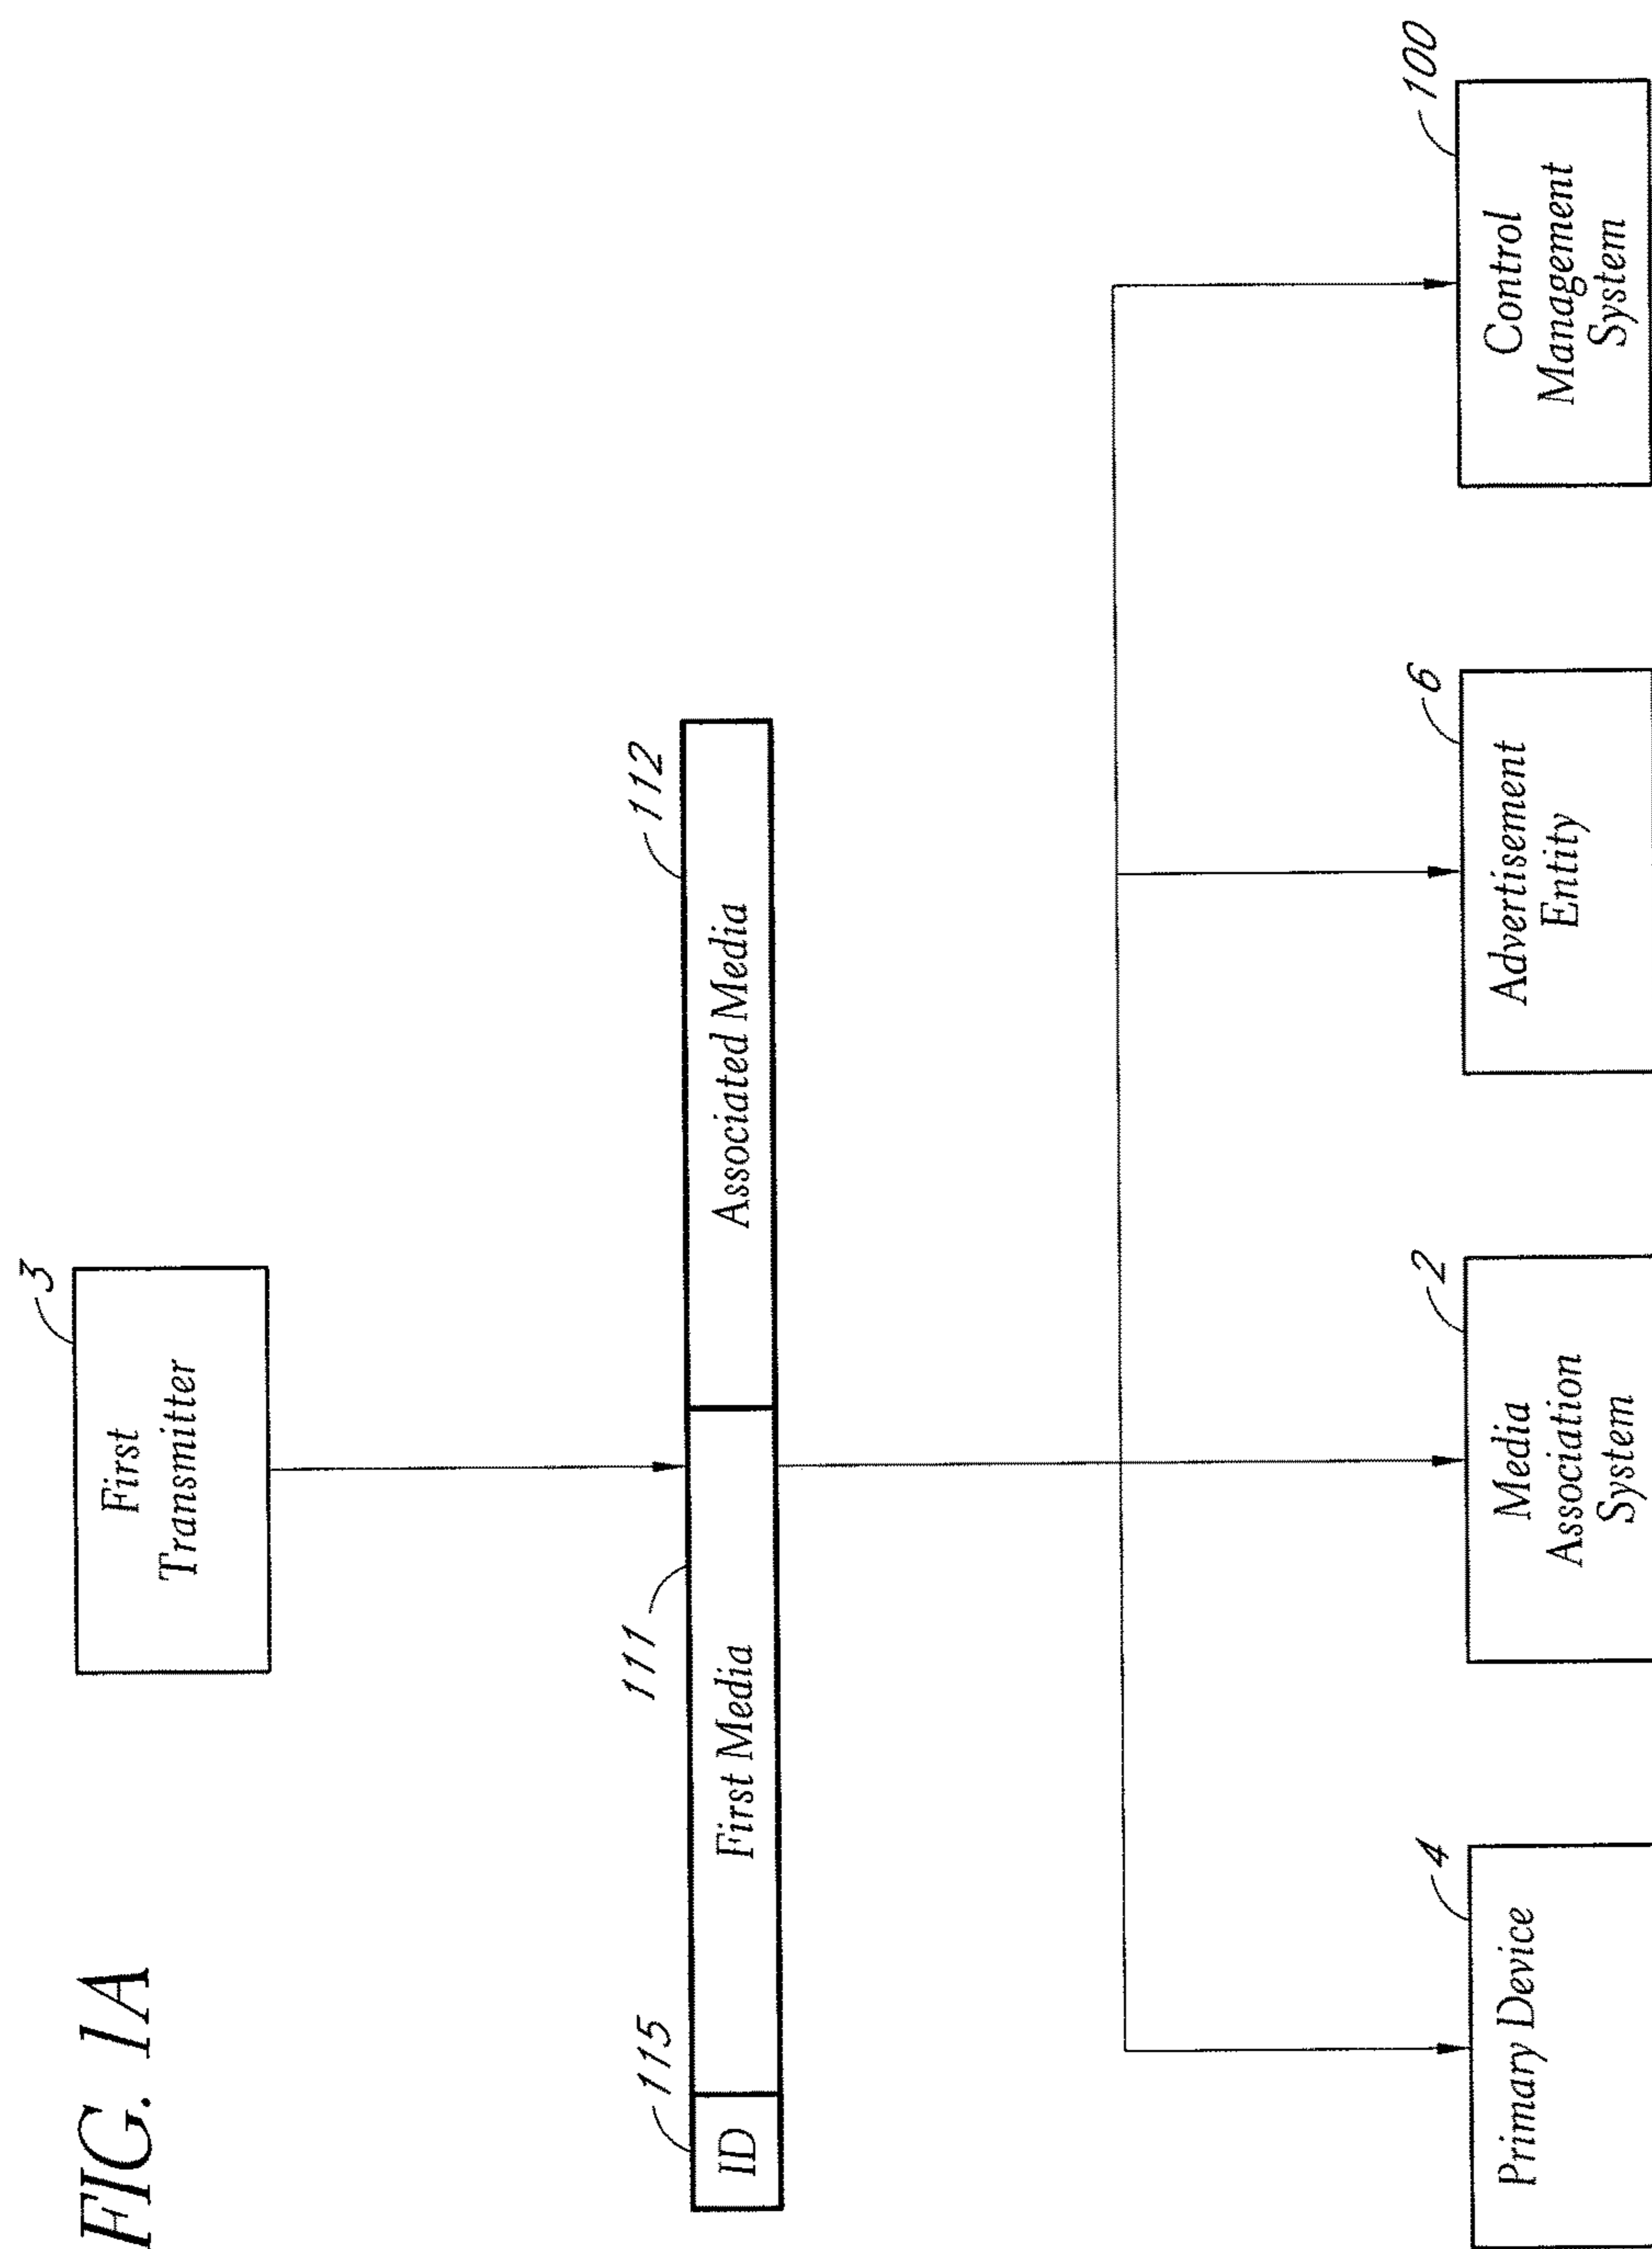 FIG. 1A
3
First
Transmitter
115
111
112
ID
First Media
Associated Media
4
2
6
100
Primary Device
Media
Association
System
Advertisement
Entity
Control
Management
System